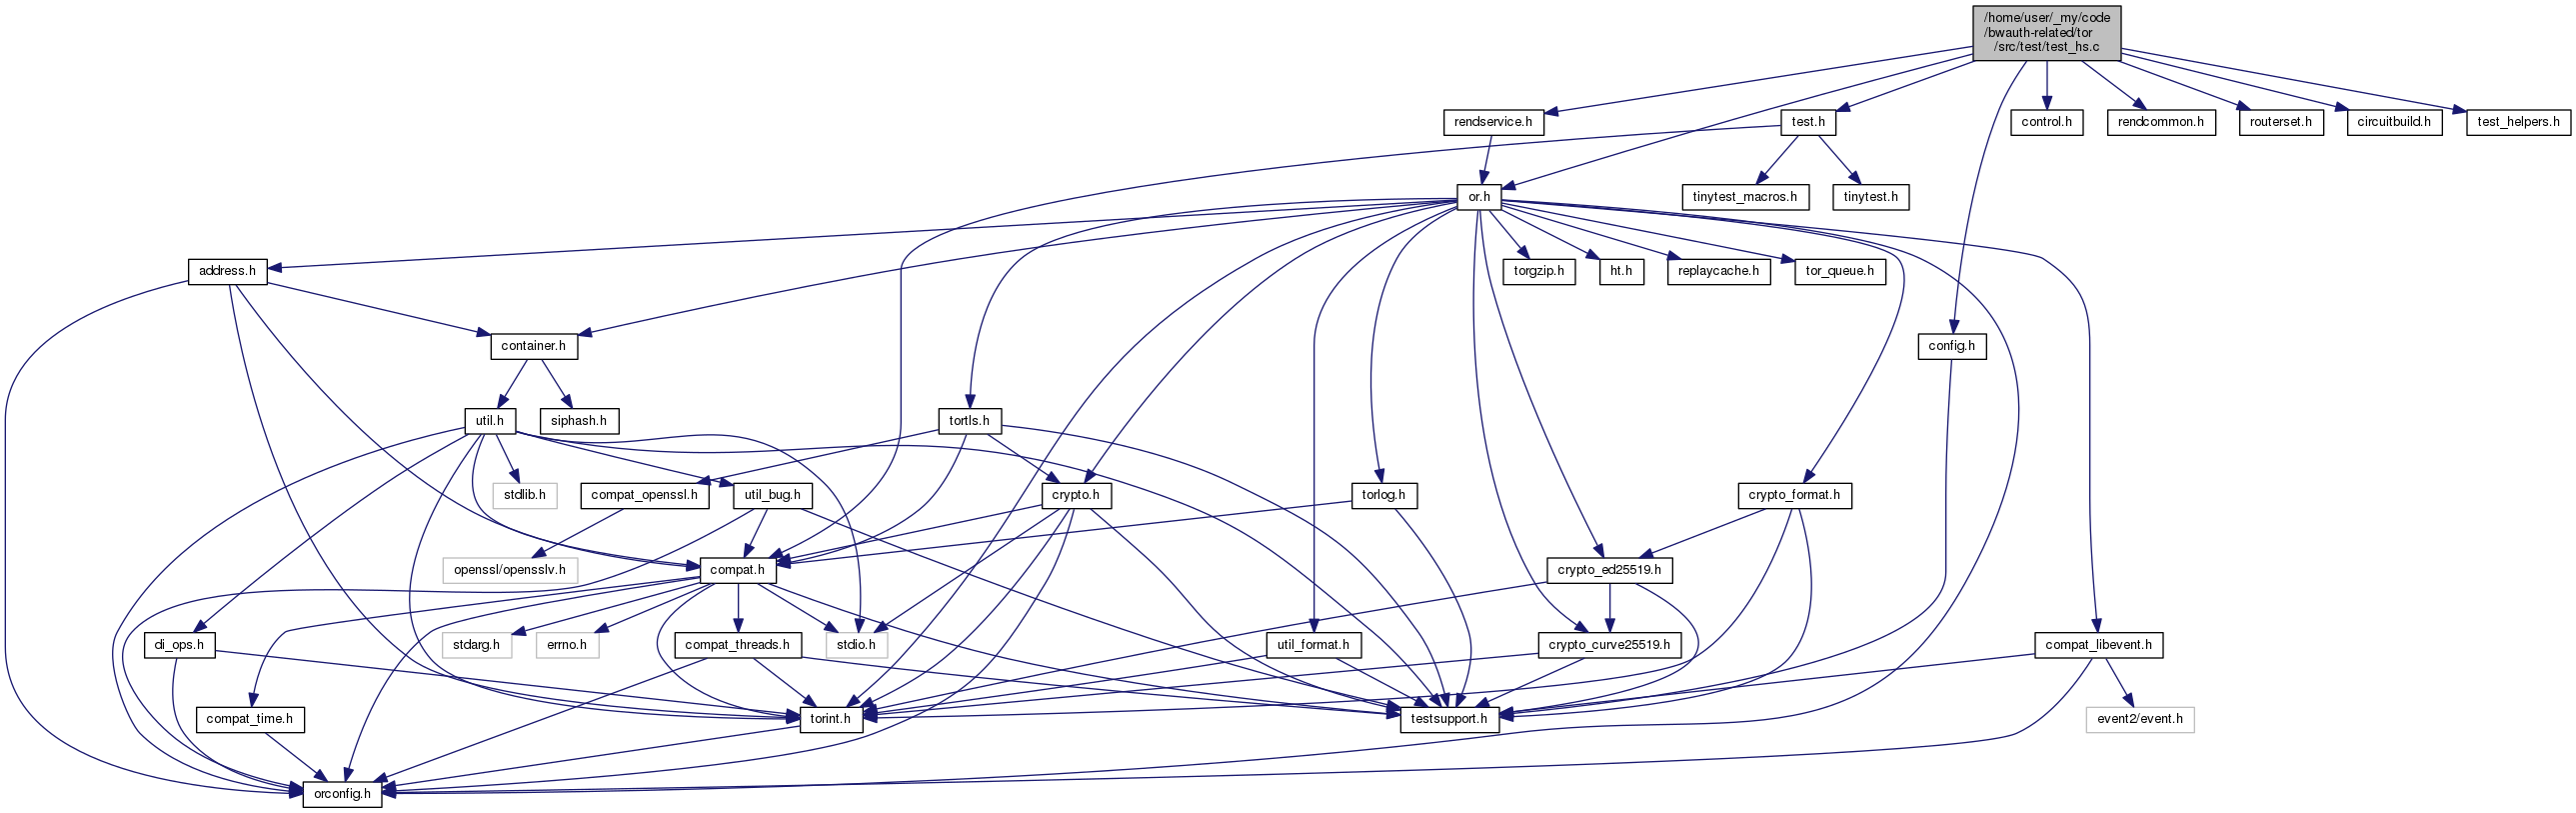 /home/user/_my/code
/bwauth-related/tor
/src/test/test_hs.c
rendservice.h
test.h
control.h
rendcommon.h
routerset.h
circuitbuild.h
test_helpers.h
or.h
tinytest_macros.h
tinytest.h
address.h
torgzip.h
ht.h
replaycache.h
tor_queue.h
container.h
config.h
util.h
siphash.h
tortls.h
stdlib.h
compat_openssl.h
util_bug.h
crypto.h
torlog.h
crypto_format.h
openssl/opensslv.h
compat.h
crypto_ed25519.h
di_ops.h
stdarg.h
errno.h
compat_threads.h
stdio.h
util_format.h
crypto_curve25519.h
compat_libevent.h
compat_time.h
torint.h
testsupport.h
event2/event.h
orconfig.h